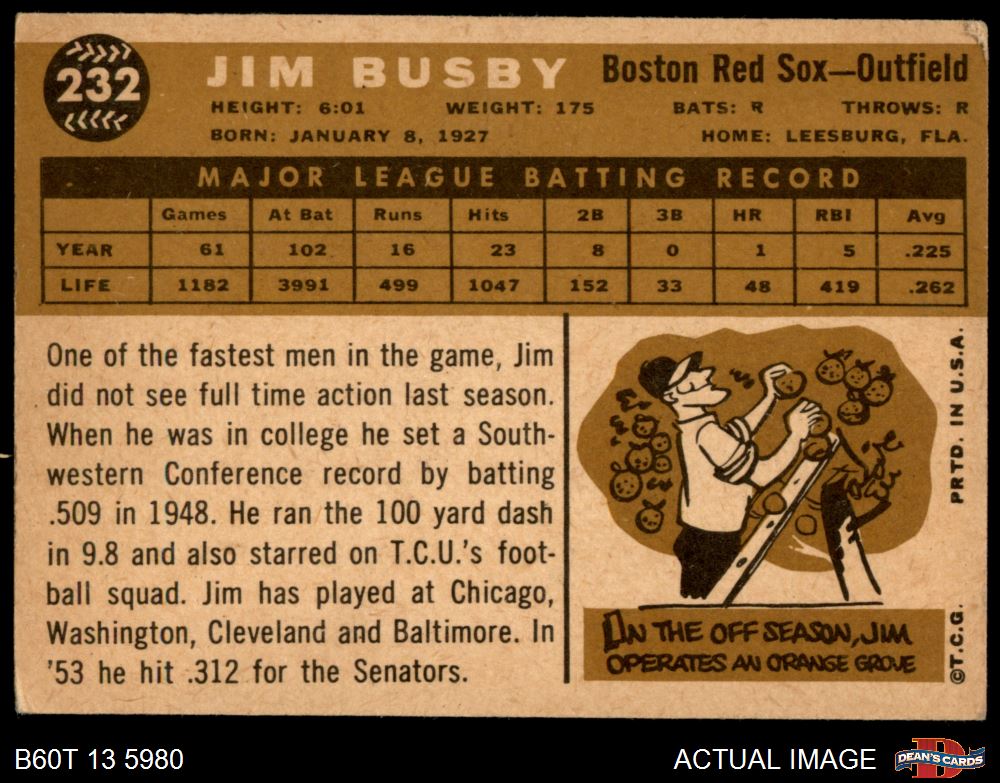 232
JIM BUSBY Boston Red Sox—Outfield
HEIGHT: 6:01 WEIGHT: 175 BATS: R THROWS: R
BORN: JANUARY 8, 1927 HOME: LEESBURG, FLA.
MAJOR LEAGUE BATTING RECORD
Games At Bat Runs Hits 2B 3B HR RBI Avg
YEAR 61 102 16 23 8 0 1 5 .225
LIFE 1182 3991 499 1047 152 33 48 419 .262
One of the fastest men in the game, Jim
did not see full time action last season.
When he was in college he set a South-
western Conference record by batting
.509 in 1948. He ran the 100 yard dash
in 9.8 and also starred on T.C.U.'s foot-
ball squad. Jim has played at Chicago,
Washington, Cleveland and Baltimore. In
'53 he hit .312 for the Senators.
IN THE OFF SEASON, JIM
OPERATES AN ORANGE GROVE
©T.C.G. PRTD. IN U.S.A.
B60T 13 5980 ACTUAL IMAGE
D
DEAN'S CARDS